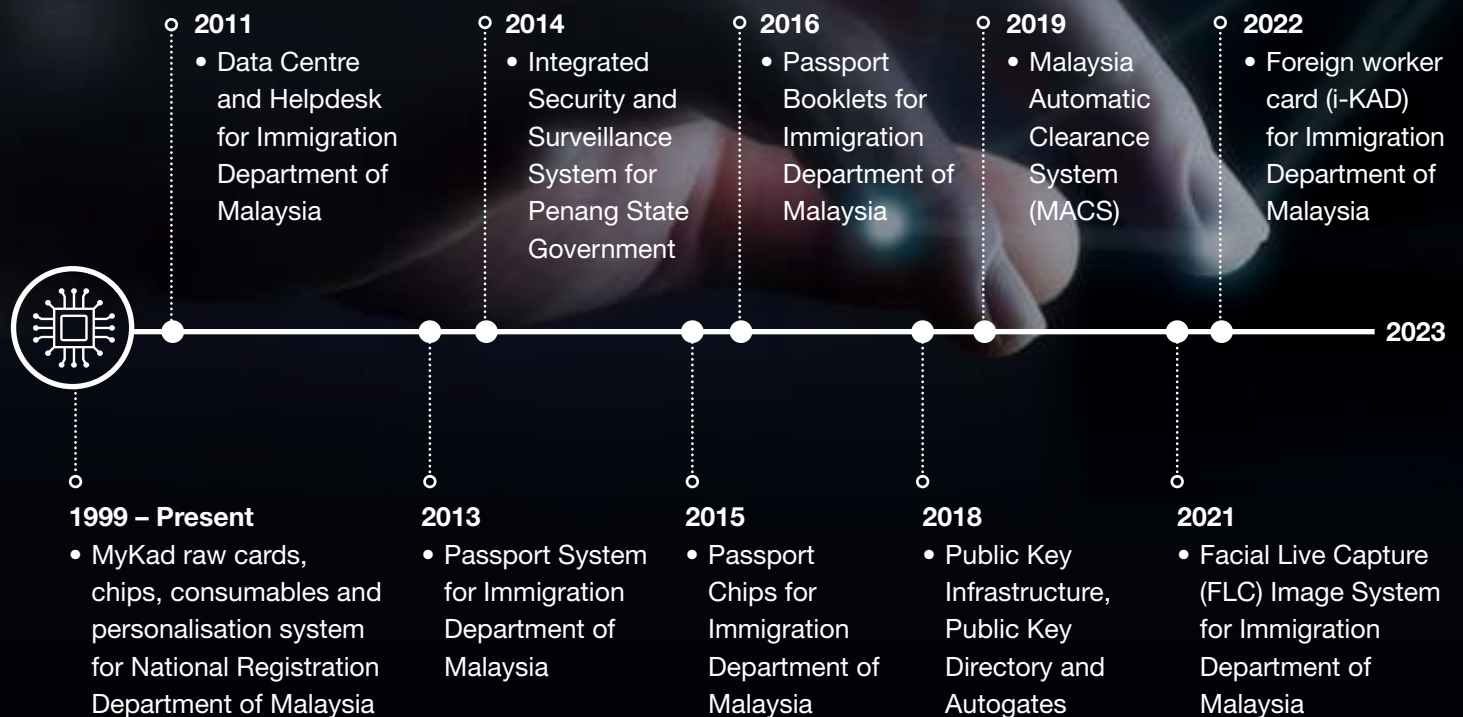 2011
• Data Centre
and Helpdesk
for Immigration
Department of
Malaysia
2014
• Integrated
Security and
Surveillance
System for
Penang State
Government
2016
• Passport
Booklets for
Immigration
Department of
Malaysia
2019
• Malaysia
Automatic
Clearance
System
(MACS)
2022
• Foreign worker
card (i-KAD)
for Immigration
Department of
Malaysia
2023
1999 – Present
• MyKad raw cards,
chips, consumables and
personalisation system
for National Registration
Department of Malaysia
2013
• Passport System
for Immigration
Department of
Malaysia
2015
• Passport
Chips for
Immigration
Department of
Malaysia
2018
• Public Key
Infrastructure,
Public Key
Directory and
Autogates
2021
• Facial Live Capture
(FLC) Image System
for Immigration
Department of
Malaysia